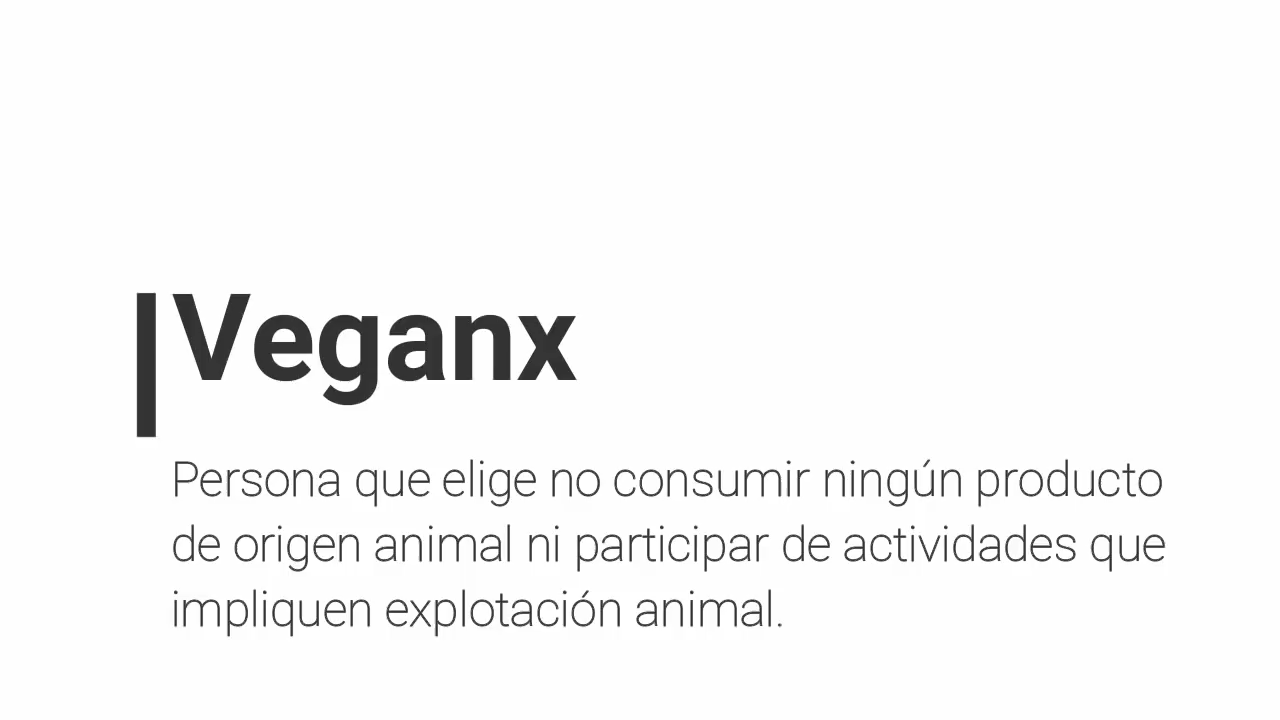 Veganx
Persona que elige no consumir ningún producto
de origen animal ni participar de actividades que
impliquen explotación animal.